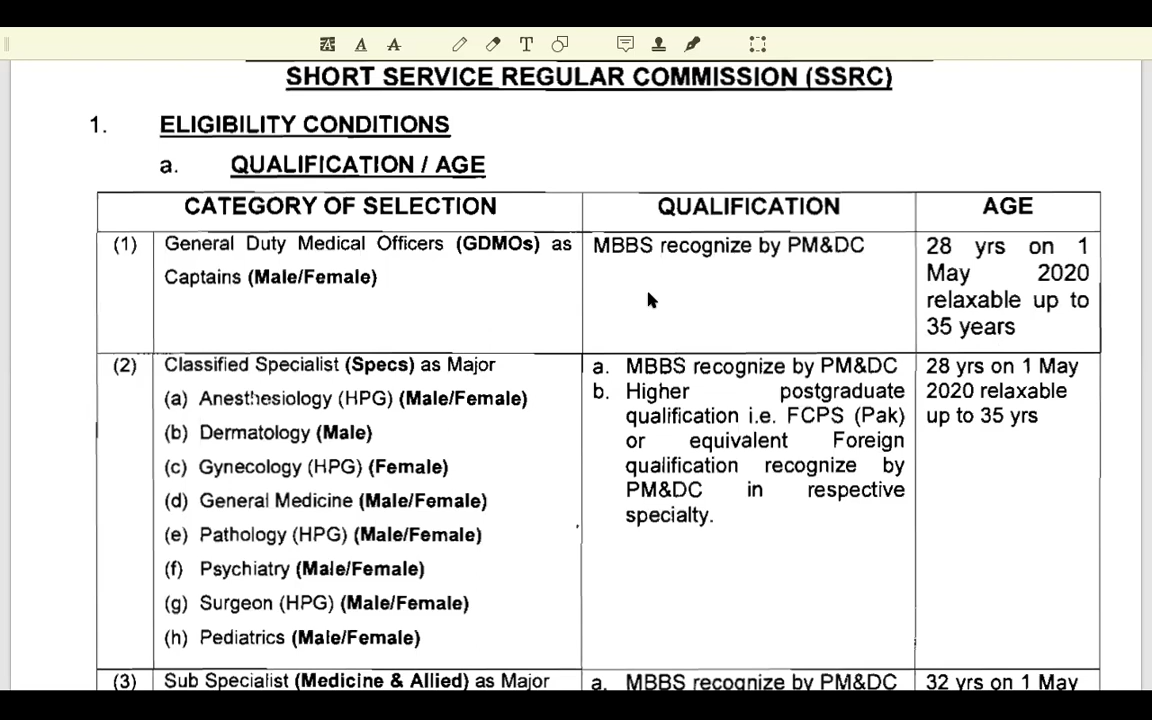 SHORT SERVICE REGULAR COMMISSION (SSRC)
1. ELIGIBILITY CONDITIONS
a. QUALIFICATION / AGE
CATEGORY OF SELECTION QUALIFICATION AGE
(1) General Duty Medical Officers (GDMOs) as
Captains (Male/Female)
MBBS recognize by PM&DC
28 yrs on 1
May 2020
relaxable up to
35 years
(2) Classified Specialist (Specs) as Major
(a) Anesthesiology (HPG) (Male/Female)
(b) Dermatology (Male)
(c) Gynecology (HPG) (Female)
(d) General Medicine (Male/Female)
(e) Pathology (HPG) (Male/Female)
(f) Psychiatry (Male/Female)
(g) Surgeon (HPG) (Male/Female)
(h) Pediatrics (Male/Female)
a. MBBS recognize by PM&DC
b. Higher postgraduate
qualification i.e. FCPS (Pak)
or equivalent Foreign
qualification recognize by
PM&DC in respective
specialty.
28 yrs on 1 May
2020 relaxable
up to 35 yrs
(3) Sub Specialist (Medicine & Allied) as Major
a. MBBS recognize by PM&DC
32 yrs on 1 May